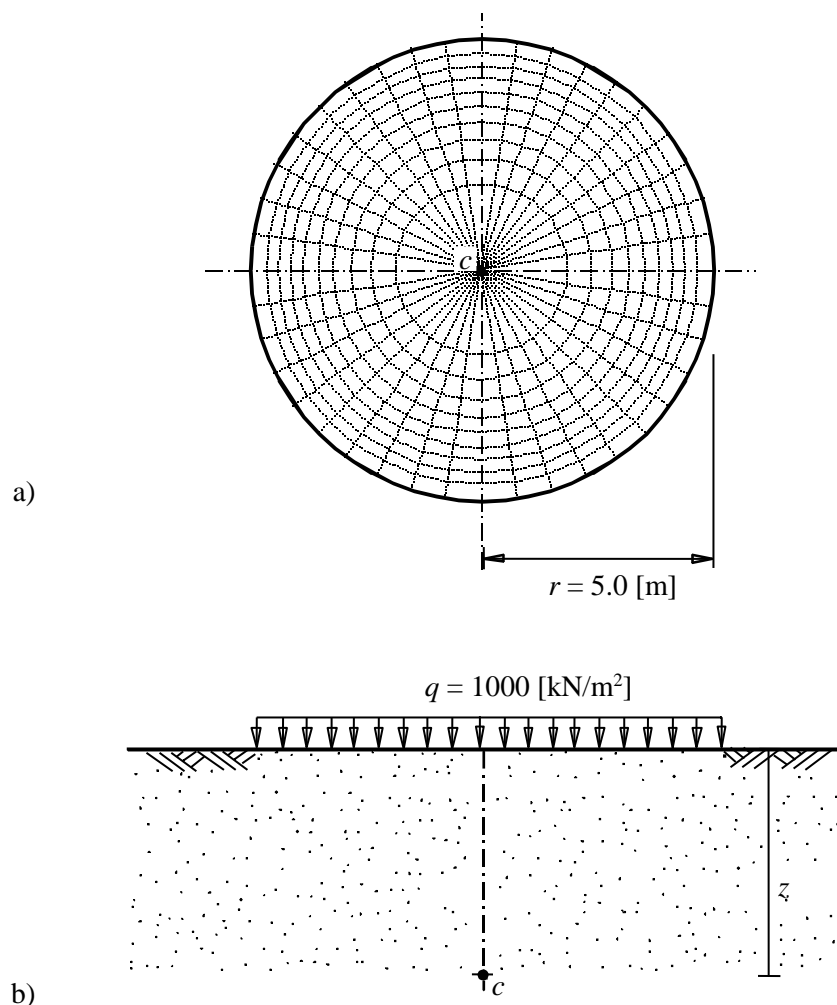 c
a)
r = 5.0 [m]
q = 1000 [kN/m²]
z
c
b)